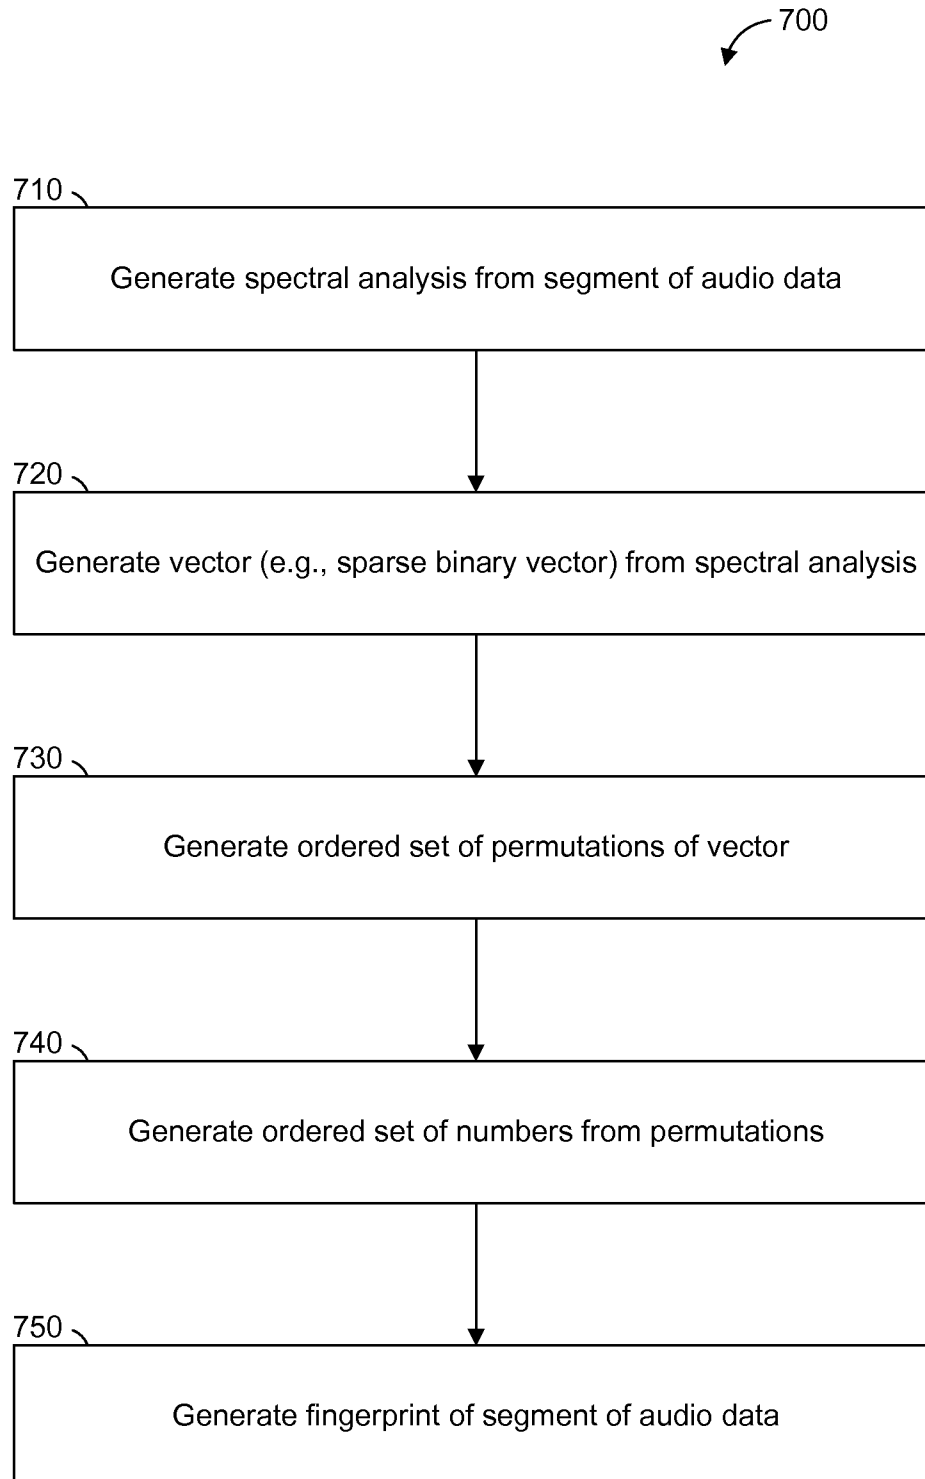 700
710
Generate spectral analysis from segment of audio data
720
Generate vector (e.g., sparse binary vector) from spectral analysis
730
Generate ordered set of permutations of vector
740
Generate ordered set of numbers from permutations
750
Generate fingerprint of segment of audio data